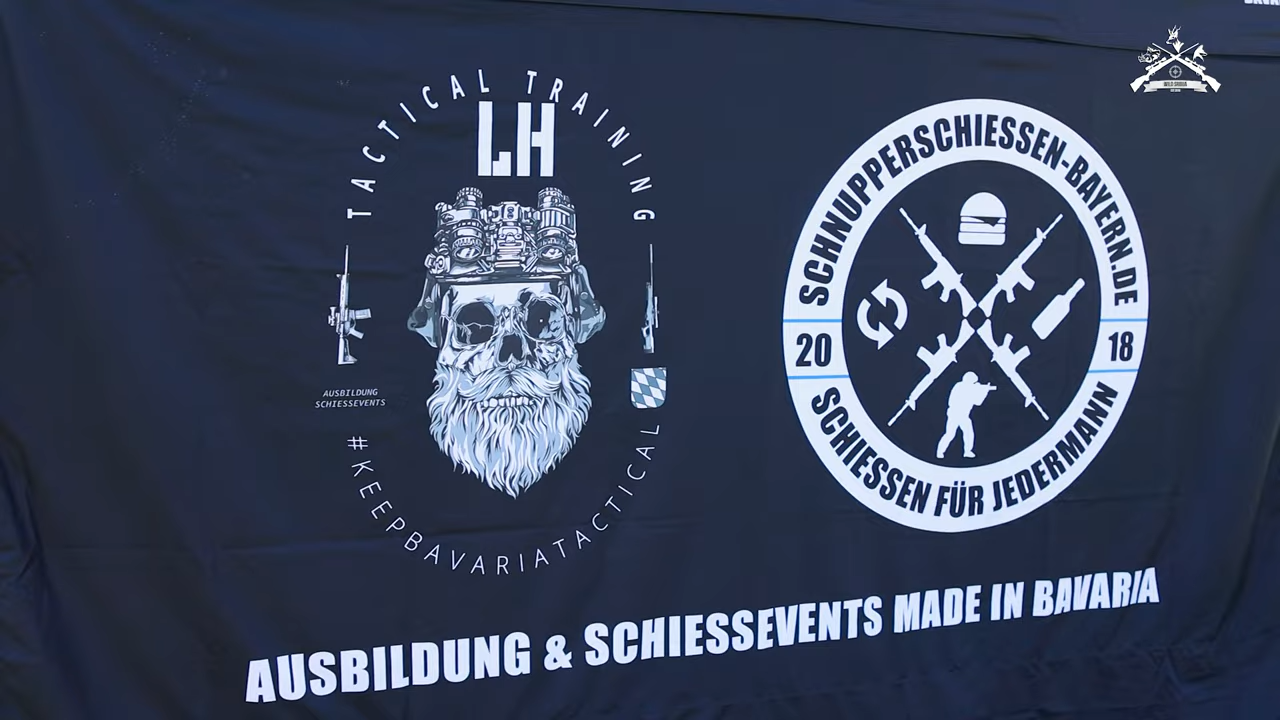 TACTICAL TRAINING
LH
AUSBILDUNG
SCHIESSEVENTS
#KEEPBAVARIATACTICAL
SCHNUPPERSCHIESSEN-BAYERN.DE
20 18
SCHIESSEN FÜR JEDERMANN
AUSBILDUNG & SCHIESSEVENTS MADE IN BAVARIA